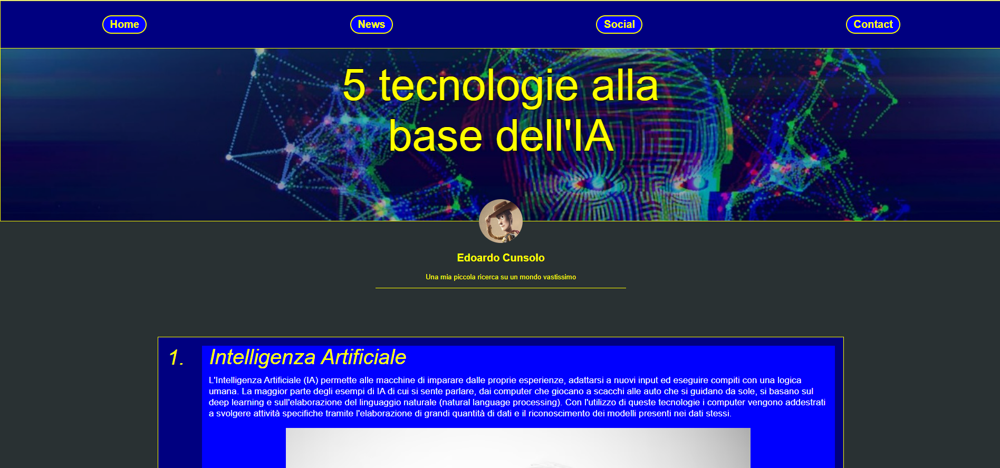 Home
News
Social
Contact
5 tecnologie alla
base dell'IA
Edoardo Cunsolo
Una mia piccola ricerca su un mondo vastissimo
1.
Intelligenza Artificiale
L'Intelligenza Artificiale (IA) permette alle macchine di imparare dalle proprie esperienze, adattarsi a nuovi input ed eseguire compiti con una logica
umana. La maggior parte degli esempi di IA di cui si sente parlare, dai computer che giocano a scacchi alle auto che si guidano da sole, si basano sul
deep learning e sull'elaborazione del linguaggio naturale (natural language processing). Con l'utilizzo di queste tecnologie i computer vengono addestrati
a svolgere attività specifiche tramite l'elaborazione di grandi quantità di dati e il riconoscimento dei modelli presenti nei dati stessi.